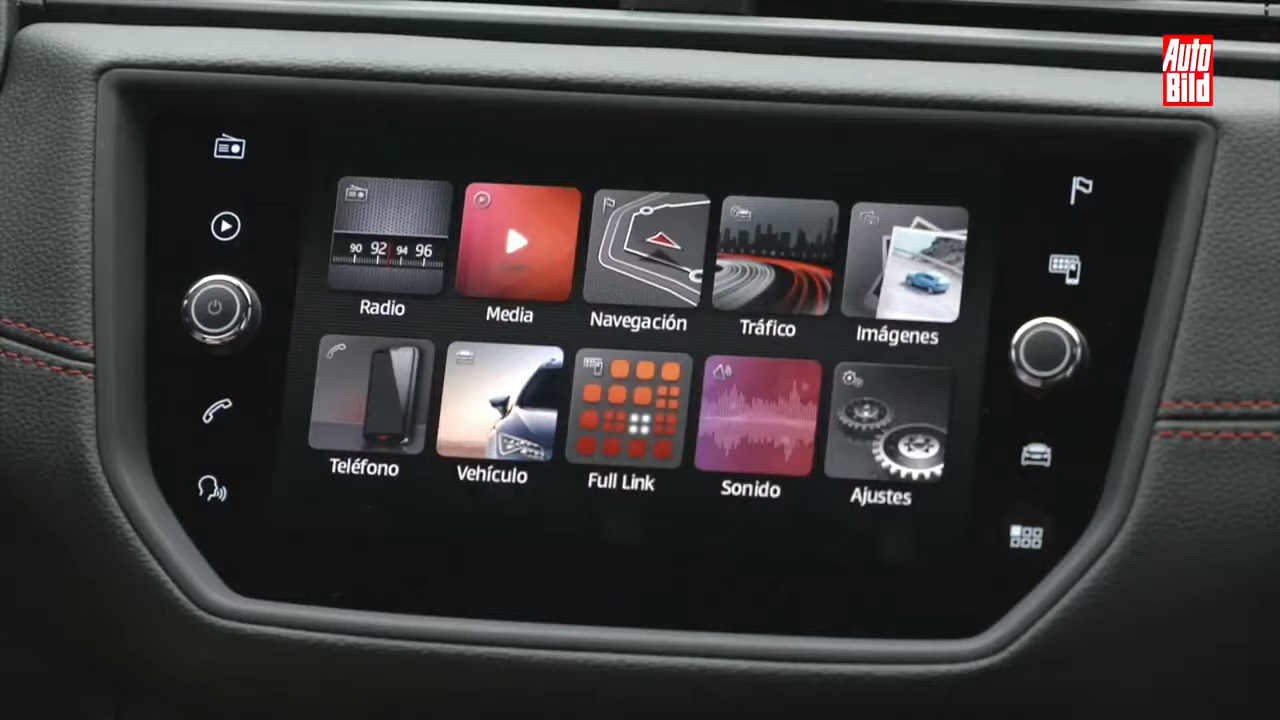 Auto
Bild
90 92 94 96
Radio
Media
Navegación
Tráfico
Imágenes
Teléfono
Vehículo
Full Link
Sonido
Ajustes